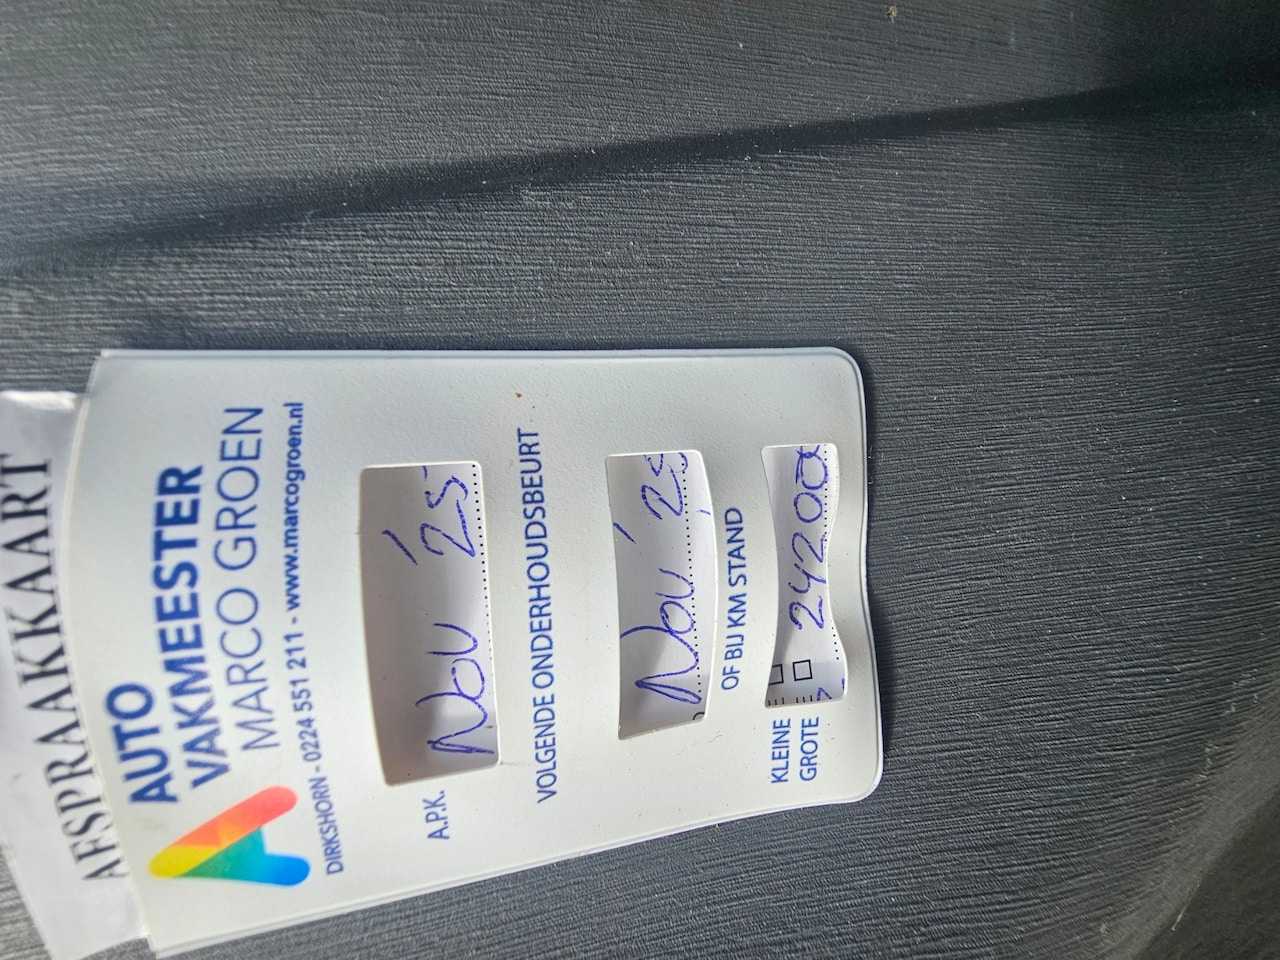 AFSPRAAKKAART
AUTO
VAKMEESTER
MARCO GROEN
DIRKSHORN - 0224 551 211 - www.marcogroen.nl
A.P.K. Nov '25
VOLGENDE ONDERHOUDSBEURT
Nov '25
OF BIJ KM STAND
KLEINE
GROTE
242000